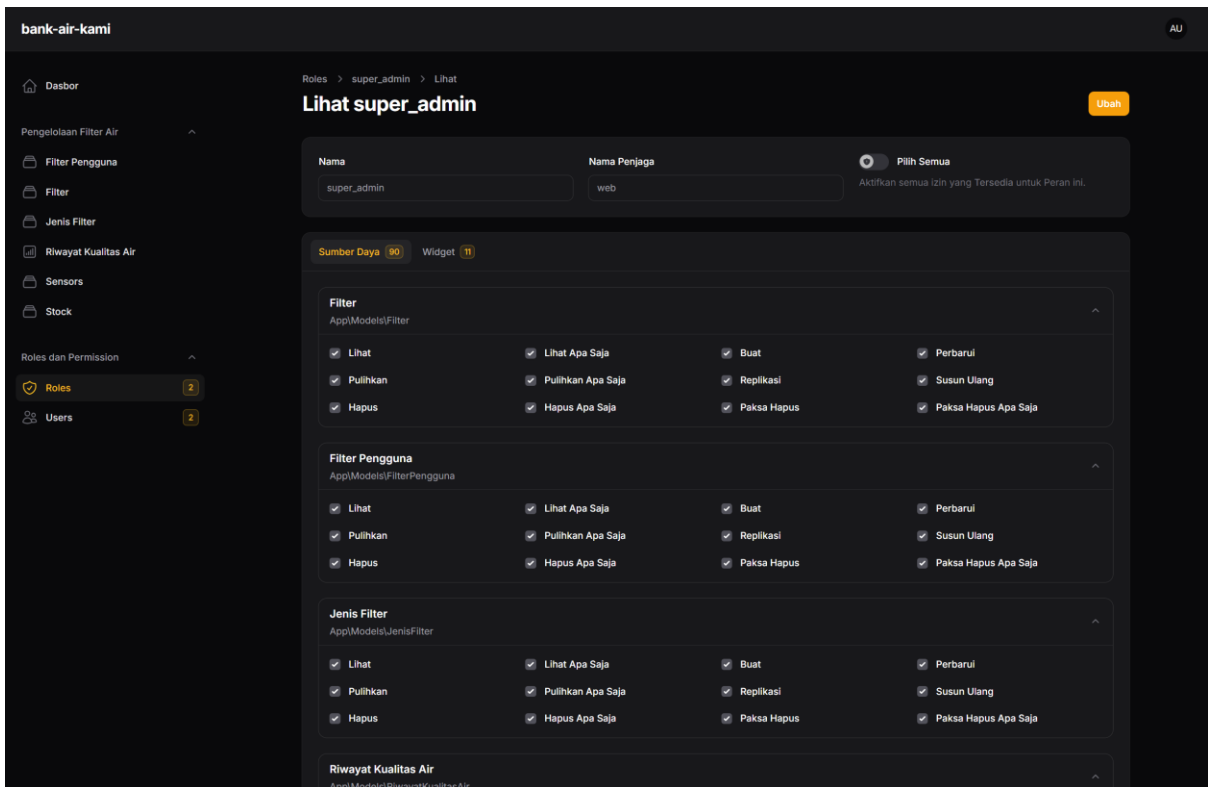 bank-air-kami
AU
Dasbor
Pengelolaan Filter Air
Filter Pengguna
Filter
Jenis Filter
Riwayat Kualitas Air
Sensors
Stock
Roles dan Permission
Roles 2
Users 2
Roles > super_admin > Lihat
Lihat super_admin
Ubah
Nama
super_admin
Nama Penjaga
web
Pilih Semua
Aktifkan semua izin yang Tersedia untuk Peran ini.
Sumber Daya 90 Widget 11
Filter
App\Models\Filter
Lihat Lihat Apa Saja Buat Perbarui
Pulihkan Pulihkan Apa Saja Replikasi Susun Ulang
Hapus Hapus Apa Saja Paksa Hapus Paksa Hapus Apa Saja
Filter Pengguna
App\Models\FilterPengguna
Lihat Lihat Apa Saja Buat Perbarui
Pulihkan Pulihkan Apa Saja Replikasi Susun Ulang
Hapus Hapus Apa Saja Paksa Hapus Paksa Hapus Apa Saja
Jenis Filter
App\Models\JenisFilter
Lihat Lihat Apa Saja Buat Perbarui
Pulihkan Pulihkan Apa Saja Replikasi Susun Ulang
Hapus Hapus Apa Saja Paksa Hapus Paksa Hapus Apa Saja
Riwayat Kualitas Air
App\Models\RiwayatKualitasAir